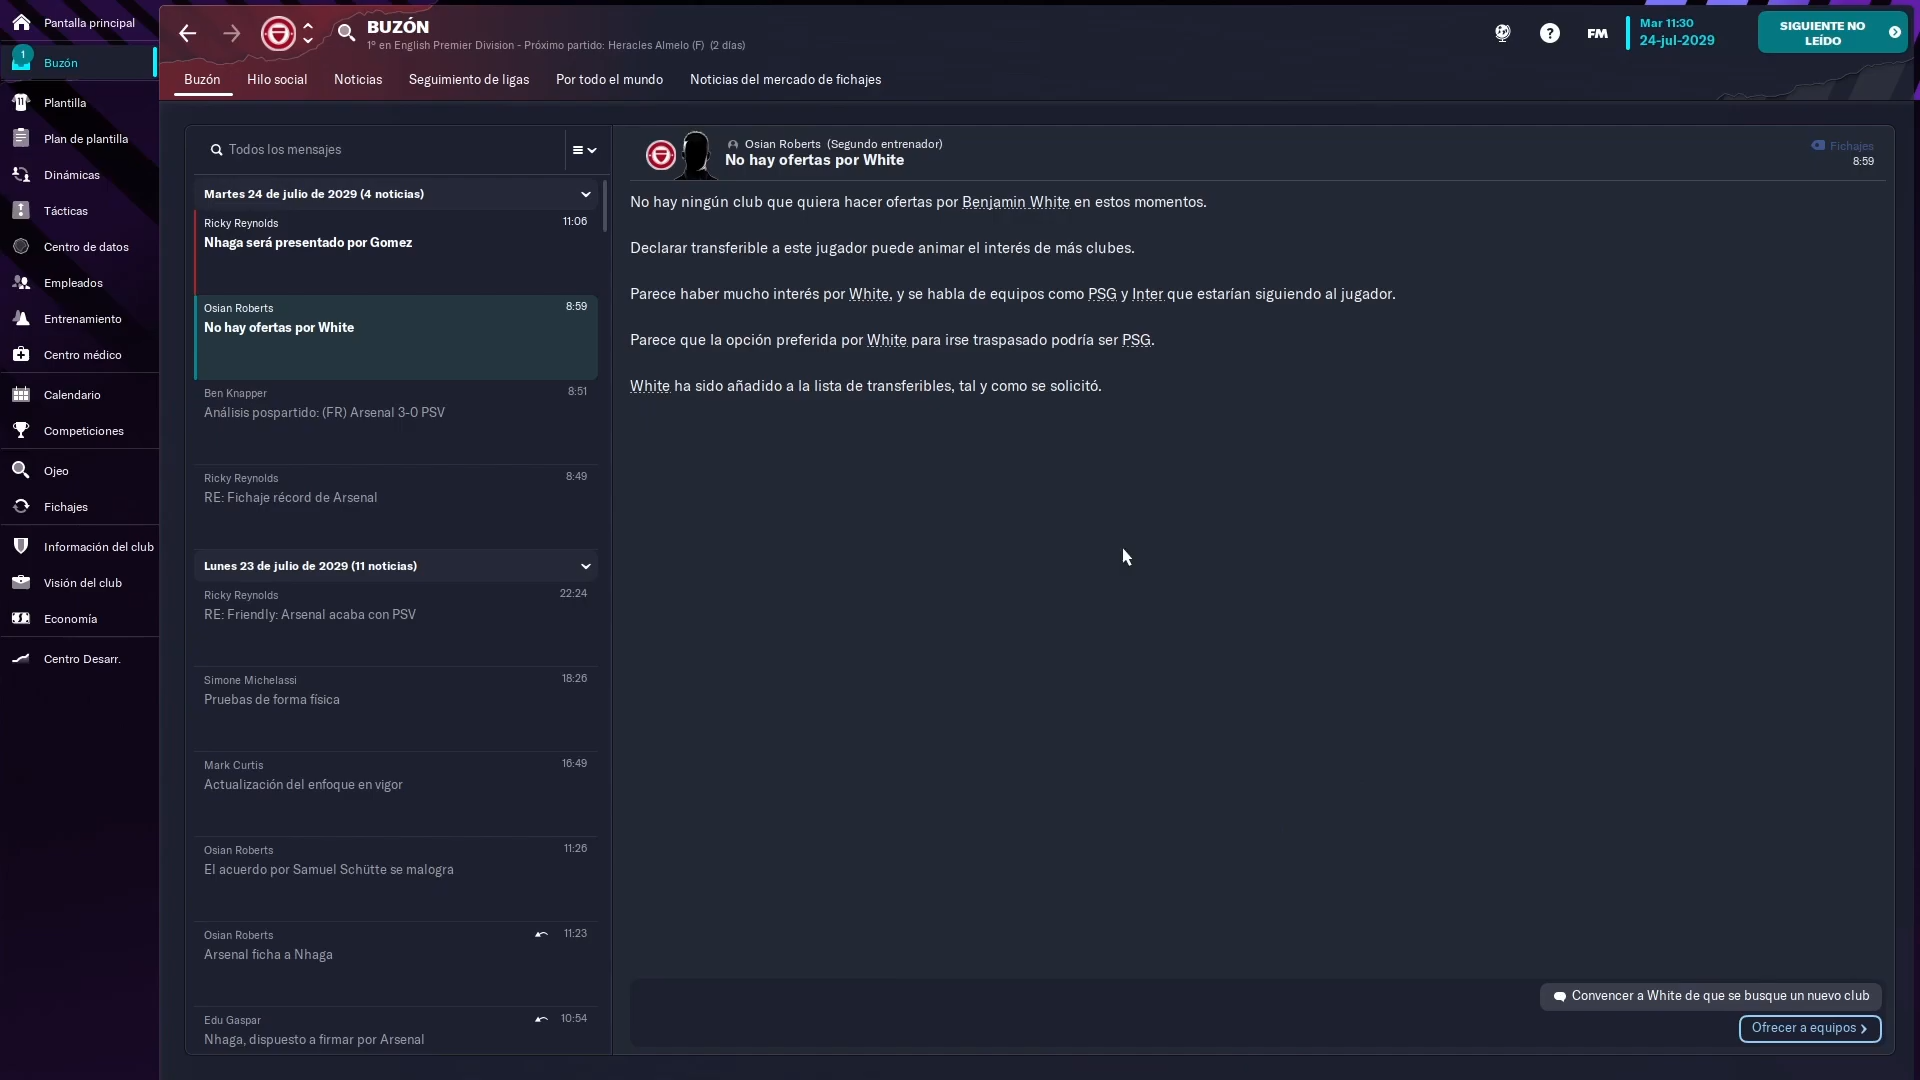 Pantalla principal
1
Buzón
Plantilla
Plan de plantilla
Dinámicas
Tácticas
Centro de datos
Empleados
Entrenamiento
Centro médico
Calendario
Competiciones
Ojeo
Fichajes
Información del club
Visión del club
Economía
Centro Desarr.
BUZÓN
1º en English Premier Division - Próximo partido: Heracles Almelo (F) (2 días)
FM
Mar 11:30
24-jul-2029
SIGUIENTE NO LEÍDO
Buzón Hilo social Noticias Seguimiento de ligas Por todo el mundo Noticias del mercado de fichajes
Todos los mensajes
Martes 24 de julio de 2029 (4 noticias)
Ricky Reynolds 11:06
Nhaga será presentado por Gomez
Osian Roberts 8:59
No hay ofertas por White
Ben Knapper 8:51
Análisis pospartido: (FR) Arsenal 3-0 PSV
Ricky Reynolds 8:49
RE: Fichaje récord de Arsenal
Lunes 23 de julio de 2029 (11 noticias)
Ricky Reynolds 22:24
RE: Friendly: Arsenal acaba con PSV
Simone Michelassi 18:26
Pruebas de forma física
Mark Curtis 16:49
Actualización del enfoque en vigor
Osian Roberts 11:26
El acuerdo por Samuel Schütte se malogra
Osian Roberts 11:23
Arsenal ficha a Nhaga
Edu Gaspar 10:54
Nhaga, dispuesto a firmar por Arsenal
Osian Roberts (Segundo entrenador)
No hay ofertas por White
Fichajes
8:59
No hay ningún club que quiera hacer ofertas por Benjamin White en estos momentos.
Declarar transferible a este jugador puede animar el interés de más clubes.
Parece haber mucho interés por White, y se habla de equipos como PSG y Inter que estarían siguiendo al jugador.
Parece que la opción preferida por White para irse traspasado podría ser PSG.
White ha sido añadido a la lista de transferibles, tal y como se solicitó.
Convencer a White de que se busque un nuevo club
Ofrecer a equipos